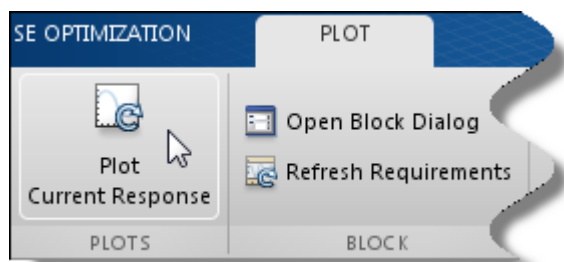 SE OPTIMIZATION
PLOT
Plot
Current Response
Open Block Dialog
Refresh Requirements
PLOTS
BLOCK